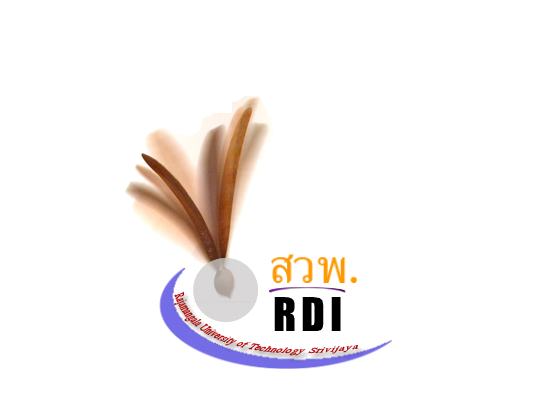 สวพ.
RDI
Rajamangala University of Technology Srivijaya